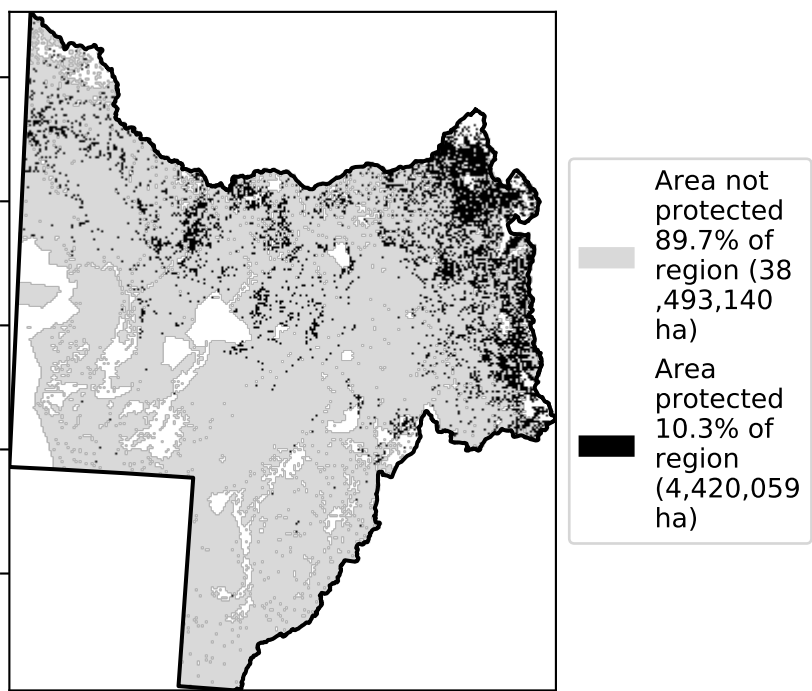 Area not
protected
89.7% of
region (38
,493,140
ha)
Area
protected
10.3% of
region
(4,420,059
ha)